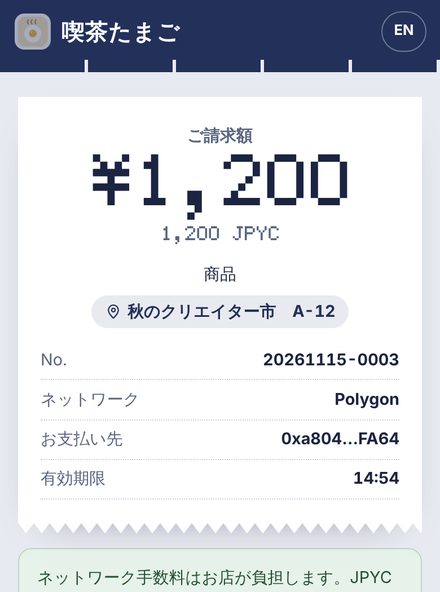 喫茶たまご
EN
ご請求額
¥1,200
1,200 JPYC
商品
秋のクリエイター市　A-12
No. 20261115-0003
ネットワーク Polygon
お支払い先 0xa804...FA64
有効期限 14:54
ネットワーク手数料はお店が負担します。JPYC